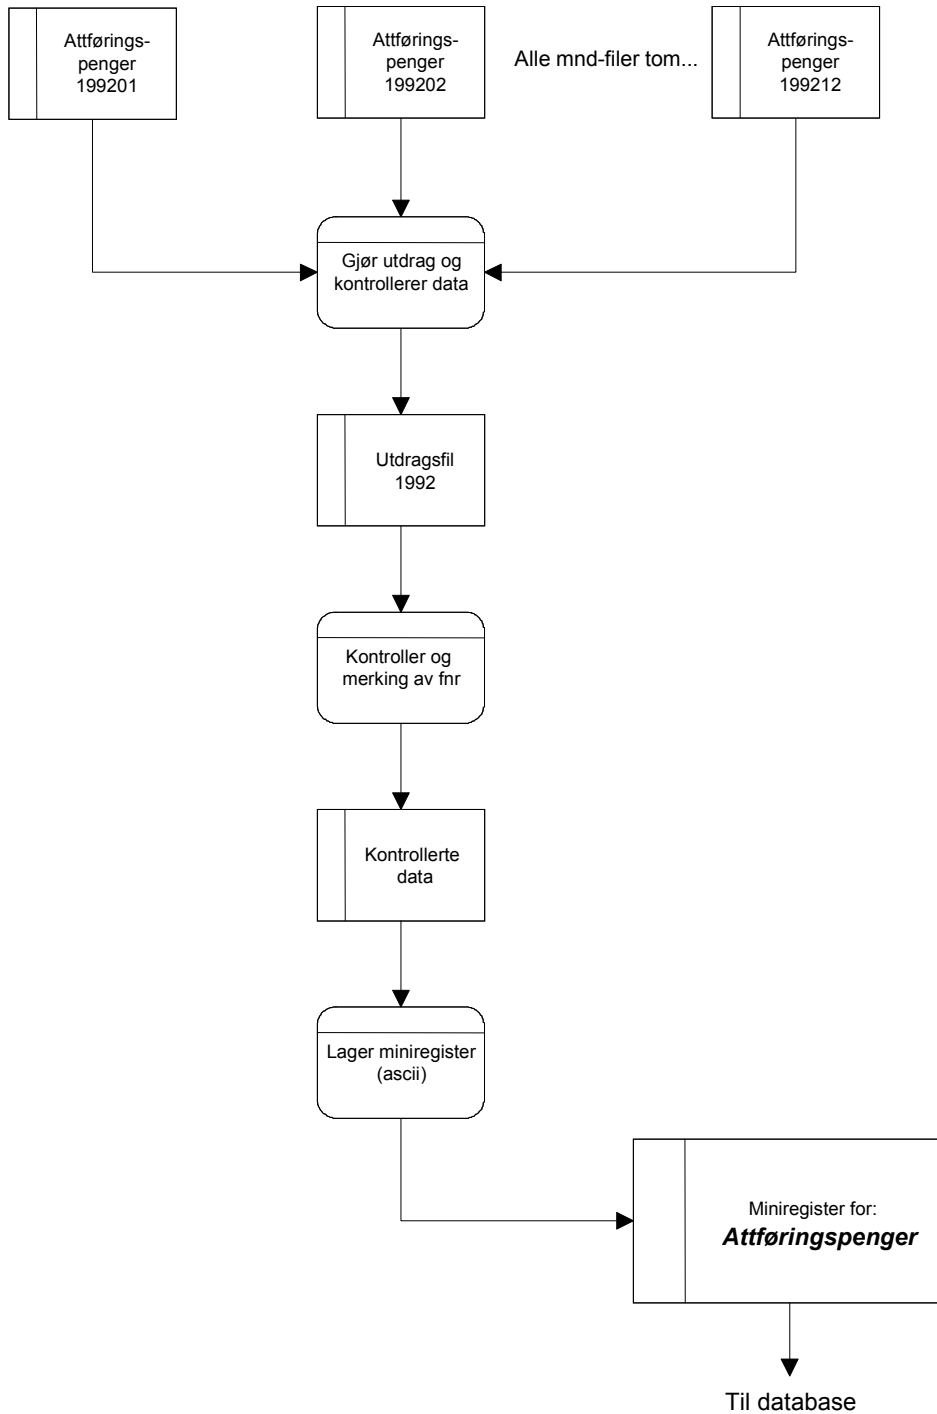 Attførings-
penger
199201
Attførings-
penger
199202
Alle mnd-filer tom...
Attførings-
penger
199212
Gjør utdrag og
kontrollerer data
Utdragsfil
1992
Kontroller og
merking av fnr
Kontrollerte
data
Lager miniregister
(ascii)
Miniregister for:
Attføringspenger
Til database